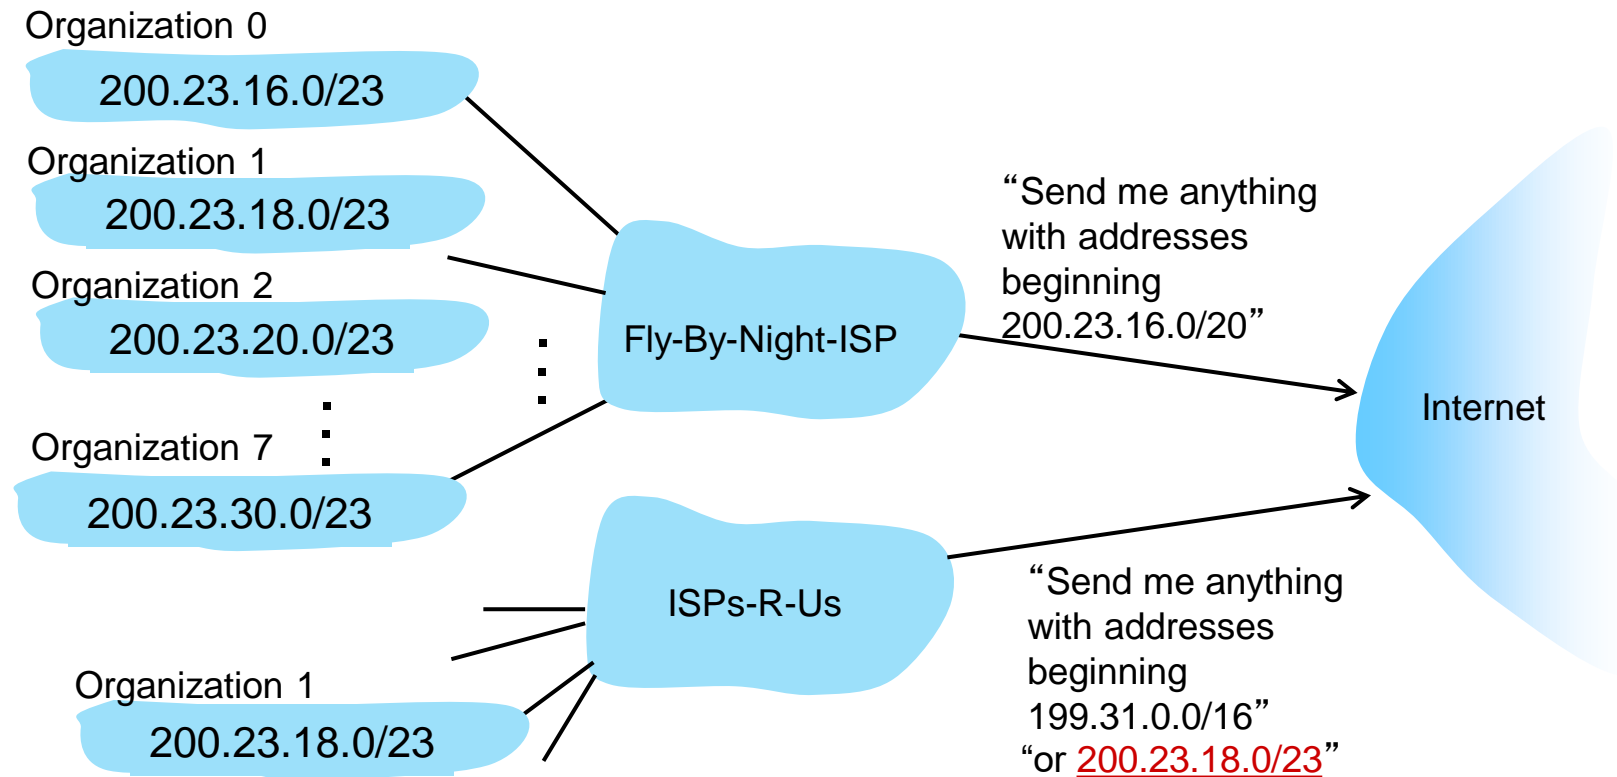 Organization 0
200.23.16.0/23
Organization 1
200.23.18.0/23
Organization 2
200.23.20.0/23
Organization 7
200.23.30.0/23
Fly-By-Night-ISP
“Send me anything
with addresses
beginning
200.23.16.0/20”
Internet
ISPs-R-Us
Organization 1
200.23.18.0/23
“Send me anything
with addresses
beginning
199.31.0.0/16”
“or 200.23.18.0/23”